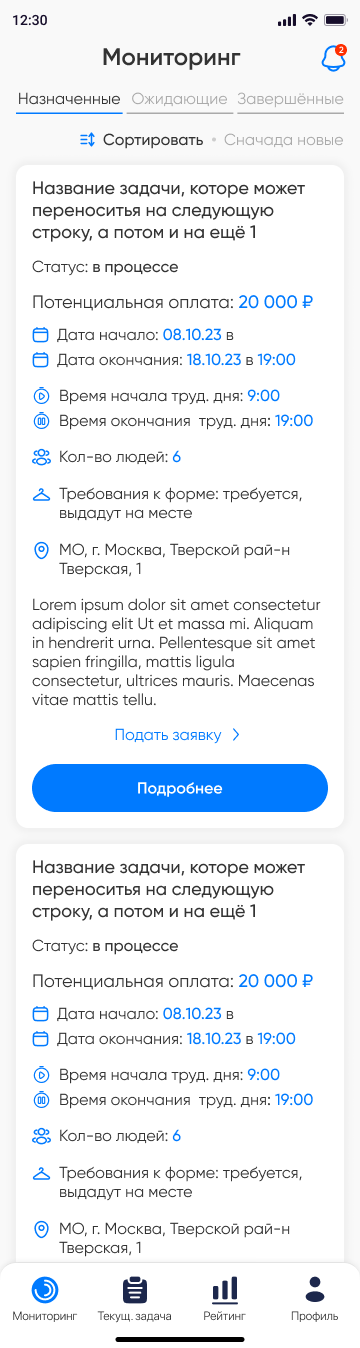 12:30
Мониторинг
2
Назначенные Ожидающие Завершённые
Сортировать • Сначада новые
Название задачи, которе может
переноситья на следующую
строку, а потом и на ещё 1
Статус: в процессе
Потенциальная оплата: 20 000 ₽
Дата начало: 08.10.23 в
Дата окончания: 18.10.23 в 19:00
Время начала труд. дня: 9:00
Время окончания труд. дня: 19:00
Кол-во людей: 6
Требования к форме: требуется,
выдадут на месте
МО, г. Москва, Тверской рай-н
Тверская, 1
Lorem ipsum dolor sit amet consectetur
adipiscing elit Ut et massa mi. Aliquam
in hendrerit urna. Pellentesque sit amet
sapien fringilla, mattis ligula
consectetur, ultrices mauris. Maecenas
vitae mattis tellu.
Подать заявку
Подробнее
Название задачи, которе может
переноситья на следующую
строку, а потом и на ещё 1
Статус: в процессе
Потенциальная оплата: 20 000 ₽
Дата начало: 08.10.23 в
Дата окончания: 18.10.23 в 19:00
Время начала труд. дня: 9:00
Время окончания труд. дня: 19:00
Кол-во людей: 6
Требования к форме: требуется,
выдадут на месте
МО, г. Москва, Тверской рай-н
Тверская, 1
Мониторинг Текущ. задача Рейтинг Профиль